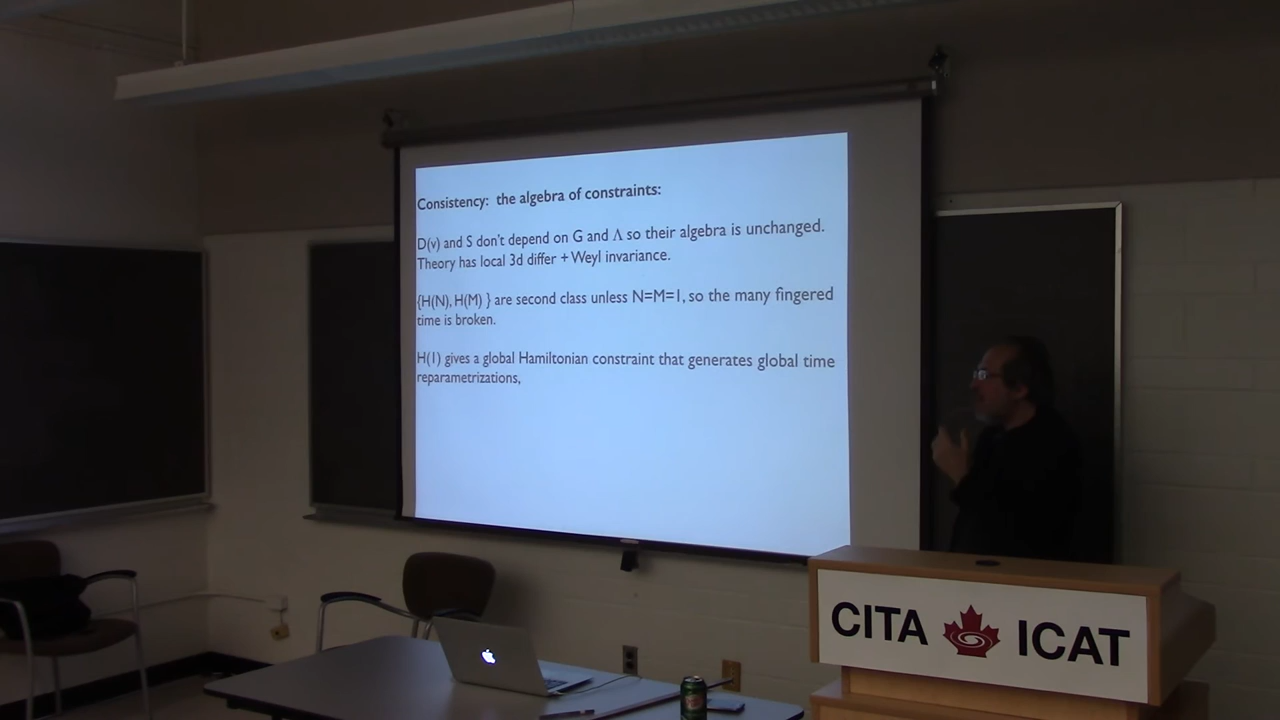 Consistency: the algebra of constraints:
D(v) and S don't depend on G and Λ so their algebra is unchanged.
Theory has local 3d differ + Weyl invariance.
{H(N), H(M) } are second class unless N=M=1, so the many fingered
time is broken.
H(1) gives a global Hamiltonian constraint that generates global time
reparametrizations,
CITA ICAT